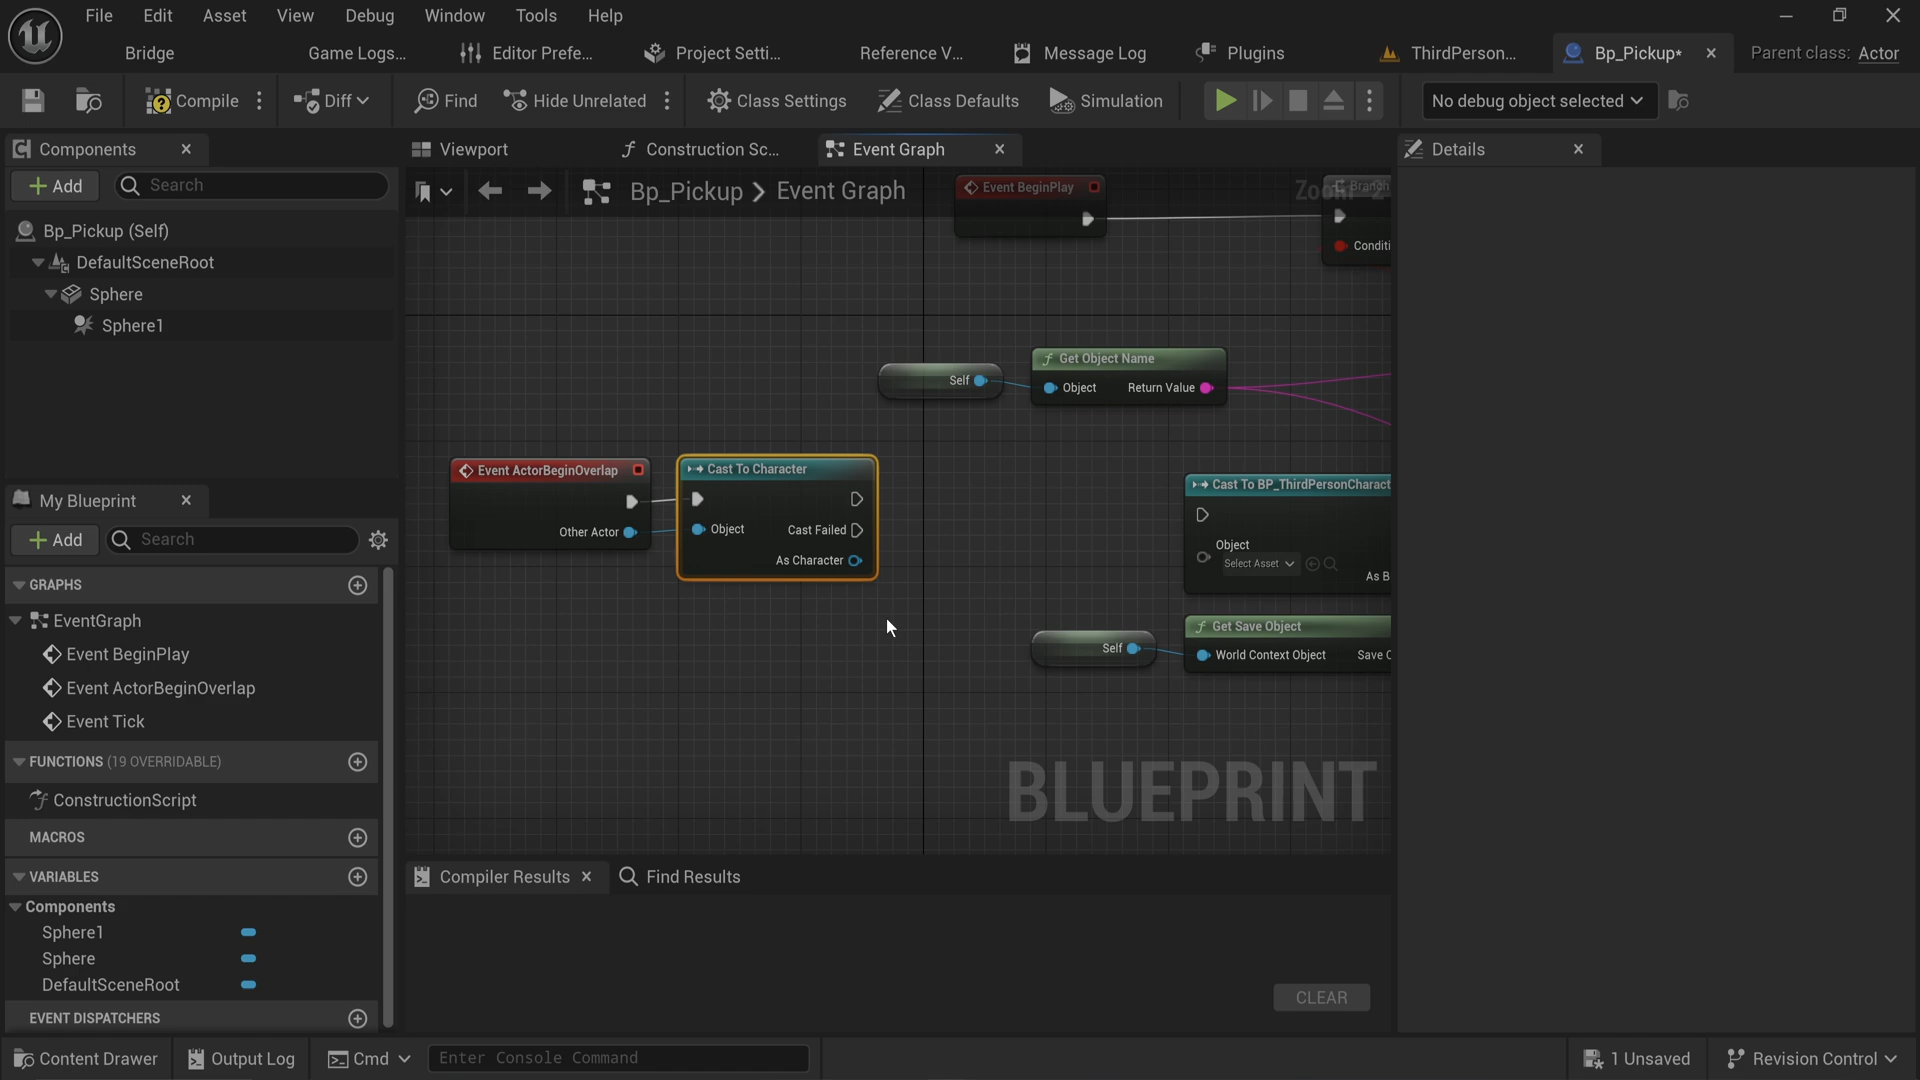 File Edit Asset View Debug Window Tools Help
Bridge Game Logs... Editor Prefe... Project Setti... Reference V... Message Log Plugins ThirdPerson... Bp_Pickup* Parent class: Actor
Compile Diff Find Hide Unrelated Class Settings Class Defaults Simulation No debug object selected
Components Viewport Construction Sc... Event Graph Details
Add Search
Bp_Pickup > Event Graph
Bp_Pickup (Self)
DefaultSceneRoot
Sphere
Sphere1
Event BeginPlay
Branch
Conditi
Get Object Name
Self
Object Return Value
Event ActorBeginOverlap
Other Actor
Cast To Character
Object Cast Failed
As Character
Cast To BP_ThirdPersonCharact
Object
Select Asset
As B
Get Save Object
Self
World Context Object Save O
BLUEPRINT
My Blueprint
Add Search
GRAPHS
EventGraph
Event BeginPlay
Event ActorBeginOverlap
Event Tick
FUNCTIONS (19 OVERRIDABLE)
ConstructionScript
MACROS
VARIABLES
Components
Sphere1
Sphere
DefaultSceneRoot
EVENT DISPATCHERS
Compiler Results Find Results
CLEAR
Content Drawer Output Log Cmd Enter Console Command 1 Unsaved Revision Control